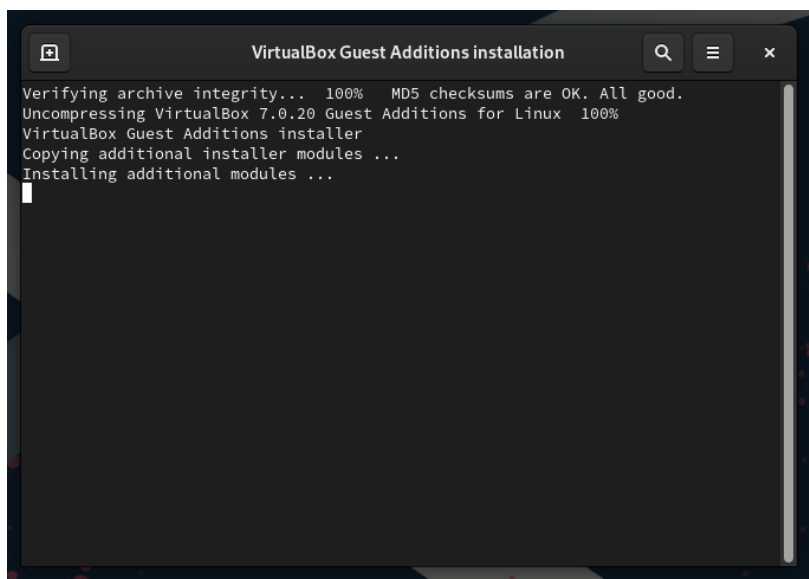 VirtualBox Guest Additions installation
Verifying archive integrity... 100% MD5 checksums are OK. All good.
Uncompressing VirtualBox 7.0.20 Guest Additions for Linux 100%
VirtualBox Guest Additions installer
Copying additional installer modules ...
Installing additional modules ...